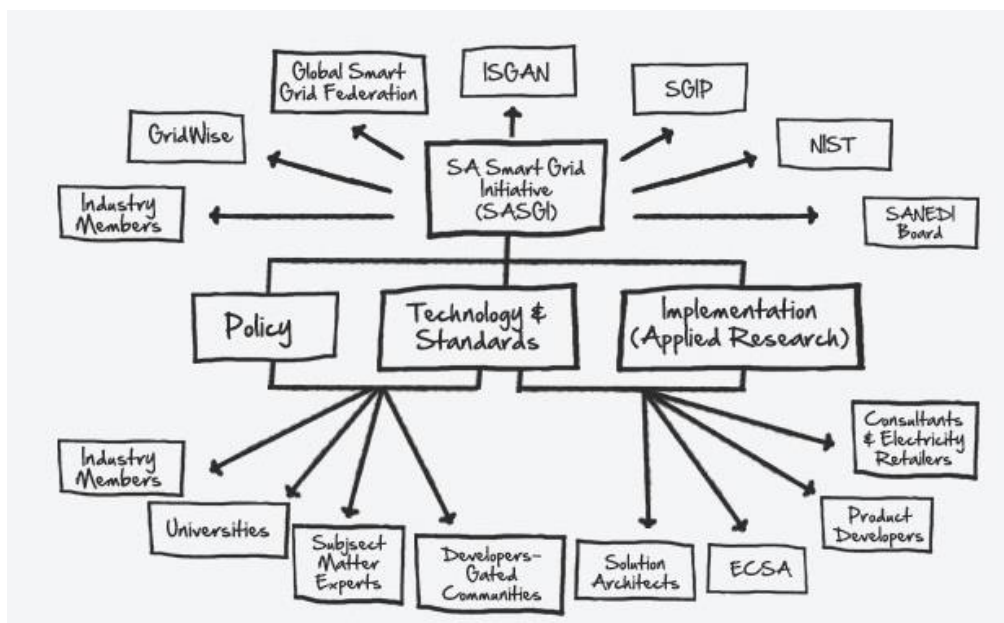 Global Smart
Grid Federation
ISGAN
SGIP
GridWise
NIST
SA Smart Grid
Initiative
(SASGI)
Industry
Members
SANEDI
Board
Policy
Technology &
Standards
Implementation
(Applied Research)
Industry
Members
Universities
Subjsect
Matter
Experts
Developers-
Gated
Communities
Solution
Architects
ECSA
Product
Developers
Consultants
& Electricity
Retailers